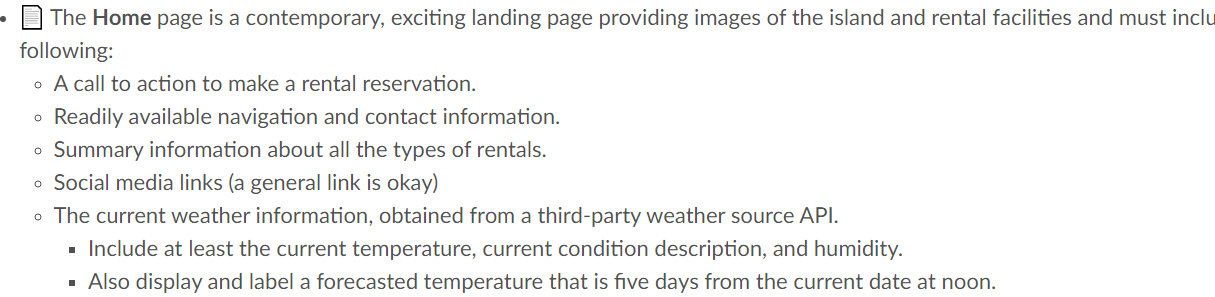 • The Home page is a contemporary, exciting landing page providing images of the island and rental facilities and must inclu
following:
◦ A call to action to make a rental reservation.
◦ Readily available navigation and contact information.
◦ Summary information about all the types of rentals.
◦ Social media links (a general link is okay)
◦ The current weather information, obtained from a third-party weather source API.
▪ Include at least the current temperature, current condition description, and humidity.
▪ Also display and label a forecasted temperature that is five days from the current date at noon.